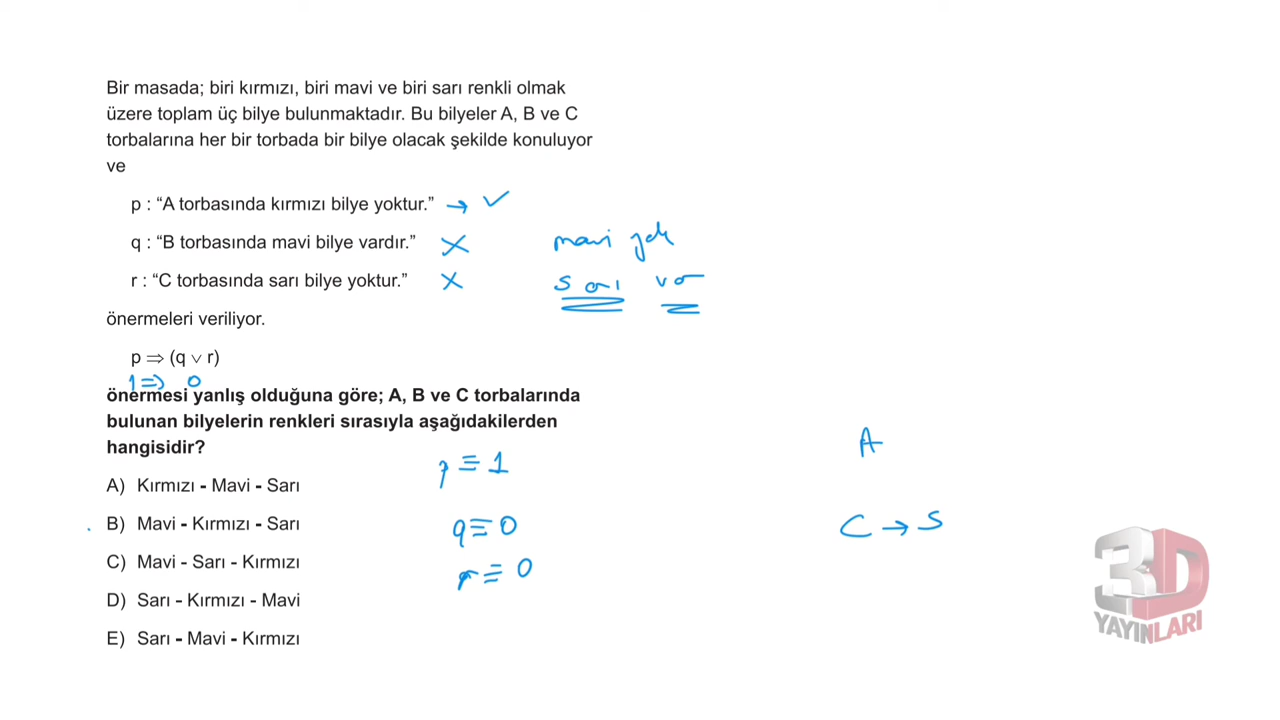 Bir masada; biri kırmızı, biri mavi ve biri sarı renkli olmak
üzere toplam üç bilye bulunmaktadır. Bu bilyeler A, B ve C
torbalarına her bir torbada bir bilye olacak şekilde konuluyor
ve
p : “A torbasında kırmızı bilye yoktur.” → ✓
q : “B torbasında mavi bilye vardır.” X mavi yok
r : “C torbasında sarı bilye yoktur.” X sarı var
önermeleri veriliyor.
p ⇒ (q ∨ r)
1 ⇒ 0
önermesi yanlış olduğuna göre; A, B ve C torbalarında
bulunan bilyelerin renkleri sırasıyla aşağıdakilerden
hangisidir?
A) Kırmızı - Mavi - Sarı
B) Mavi - Kırmızı - Sarı
C) Mavi - Sarı - Kırmızı
D) Sarı - Kırmızı - Mavi
E) Sarı - Mavi - Kırmızı
p ≡ 1
q ≡ 0
r ≡ 0
A
C → S
3D
YAYINLARI